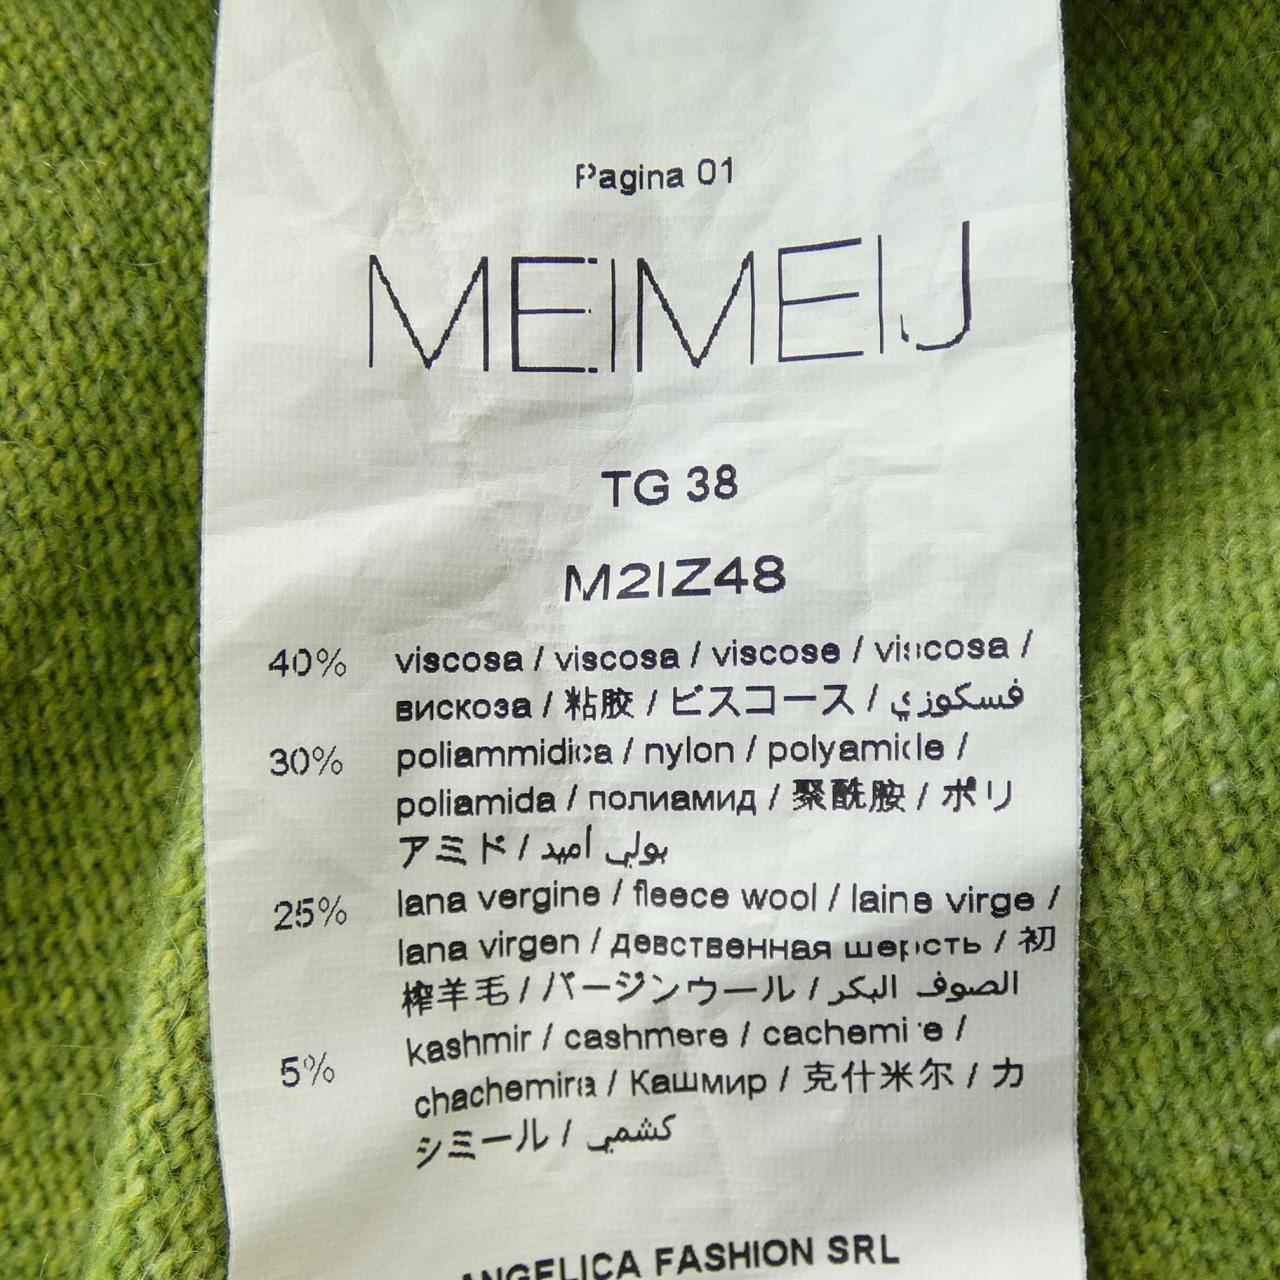 Pagina 01
MEIMEIJ
TG 38
M2IZ48
40% viscosa / viscosa / viscose / viscosa /
вискоза / 粘胶 / ビスコース / فسكوزي
30% poliammidica / nylon / polyamide /
poliamida / полиамид / 聚酰胺 / ポリ
アミド / بولي أميد
25% lana vergine / fleece wool / laine virge /
lana virgen / девственная шерсть / 初
榨羊毛 / バージンウール / الصوف البكر
5% kashmir / cashmere / cachemire /
chachemira / Кашмир / 克什米尔 / カ
シミール / كشمي
ANGELICA FASHION SRL